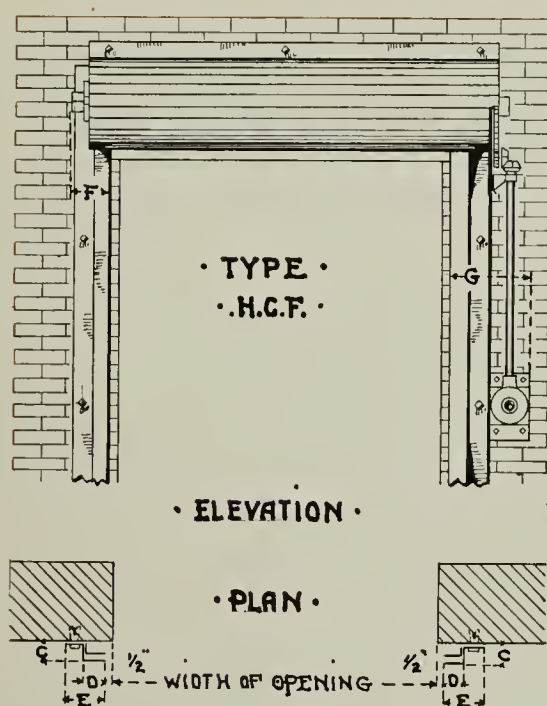 F
· TYPE ·
· H.C.F. ·
G
· ELEVATION ·
· PLAN ·
C 1/2" 1/2" C
D WIDTH OF OPENING D
E E